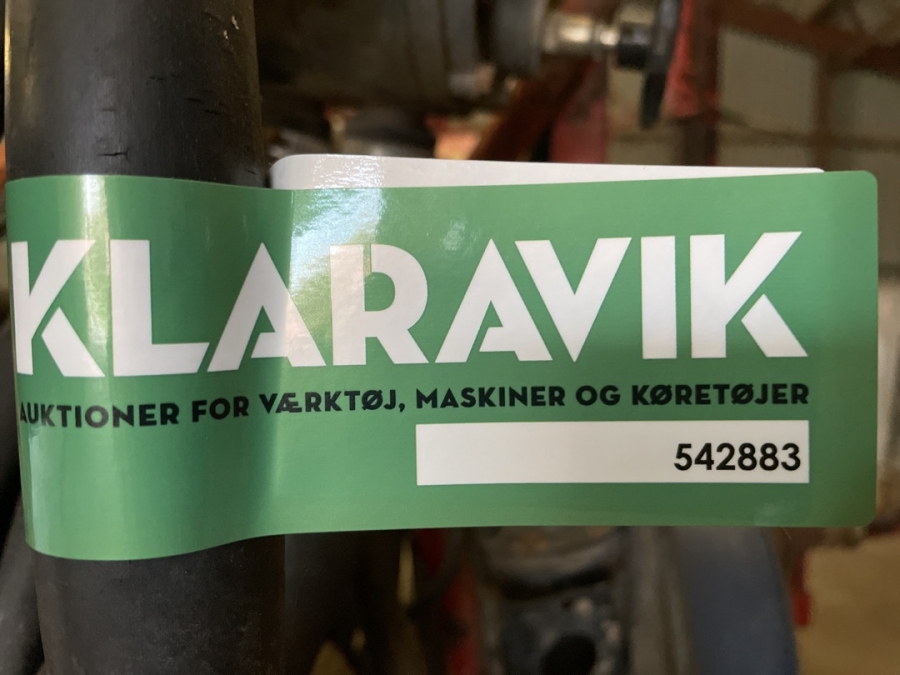 KLARAVIK
AUKTIONER FOR VÆRKTØJ, MASKINER OG KØRETØJER
542883